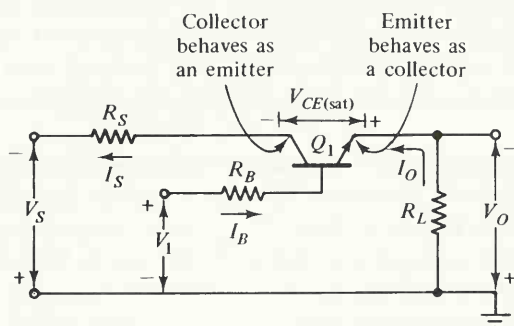 Collector
behaves as
an emitter
Emitter
behaves as
a collector
− V_CE(sat) +
R_S
Q_1
− I_S
R_B
I_O
−
V_S
+
V_1
I_B
R_L
V_O
+
−
+